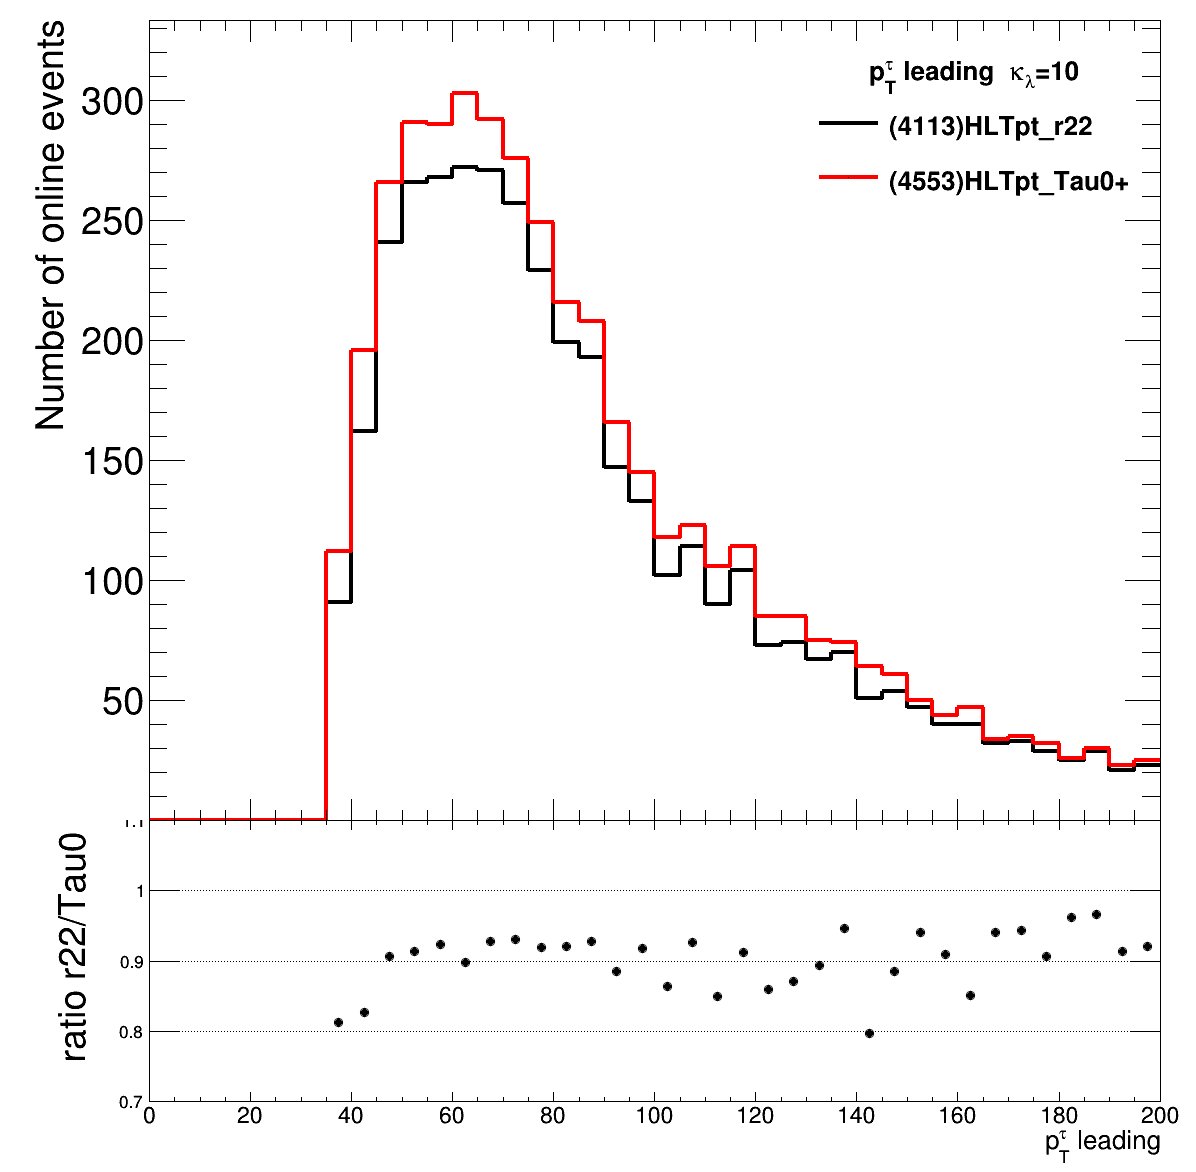 Number of online events
300
250
200
150
100
50
p_T^τ leading κ_λ=10
(4113)HLTpt_r22
(4553)HLTpt_Tau0+
ratio r22/Tau0
1
0.9
0.8
0.7
0 20 40 60 80 100 120 140 160 180 200
p_T^τ leading